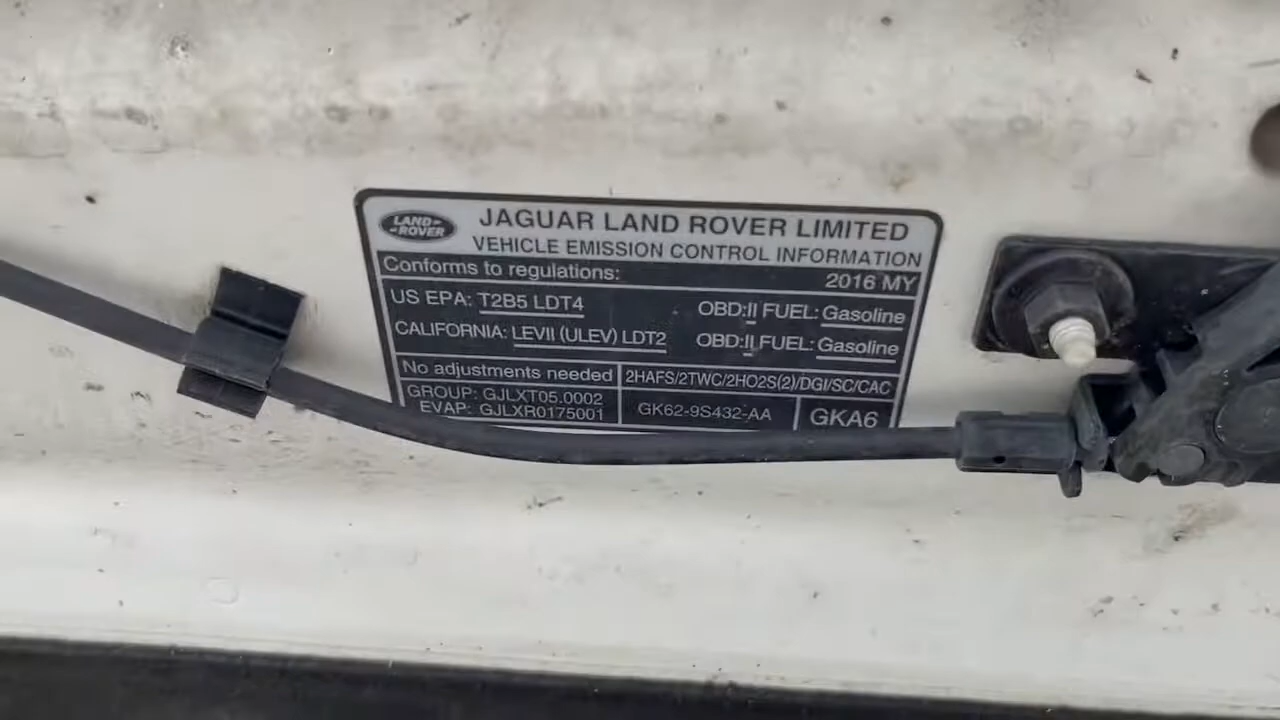 LAND-
-ROVER
JAGUAR LAND ROVER LIMITED
VEHICLE EMISSION CONTROL INFORMATION
Conforms to regulations: 2016 MY
US EPA: T2B5 LDT4 OBD:II FUEL: Gasoline
CALIFORNIA: LEVII (ULEV) LDT2 OBD:II FUEL: Gasoline
No adjustments needed 2HAFS/2TWC/2HO2S(2)/DGI/SC/CAC
GROUP: GJLXT05.0002
EVAP: GJLXR0175001 GK62-9S432-AA GKA6